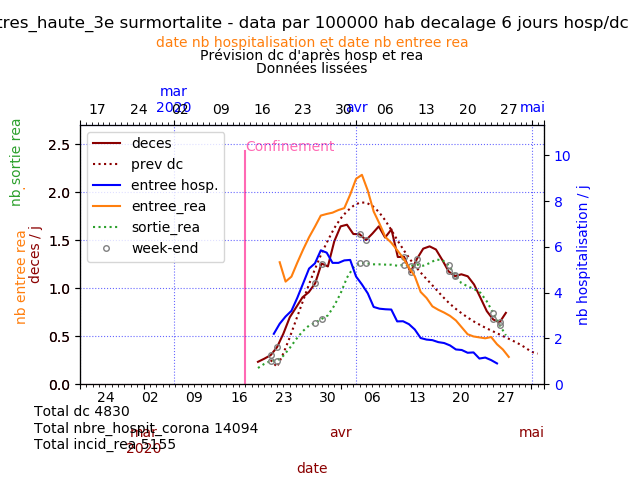 tres_haute_3e surmortalite - data par 100000 hab decalage 6 jours hosp/dc
date nb hospitalisation et date nb entree rea
Prévision dc d'après hosp et rea
Données lissées
mar avr mai
2020
17 24 02 09 16 23 30 06 13 20 27
nb sortie rea
nb entree rea
deces / j
nb hospitalisation / j
2.5
2.0
1.5
1.0
0.5
0.0
10
8
6
4
2
0
Confinement
deces
prev dc
entree hosp.
entree_rea
sortie_rea
week-end
24 02 09 16 23 30 06 13 20 27
Total dc 4830
Total nbre_hospit_corona 14094
Total incid_rea 5155
mar avr mai
2020
date